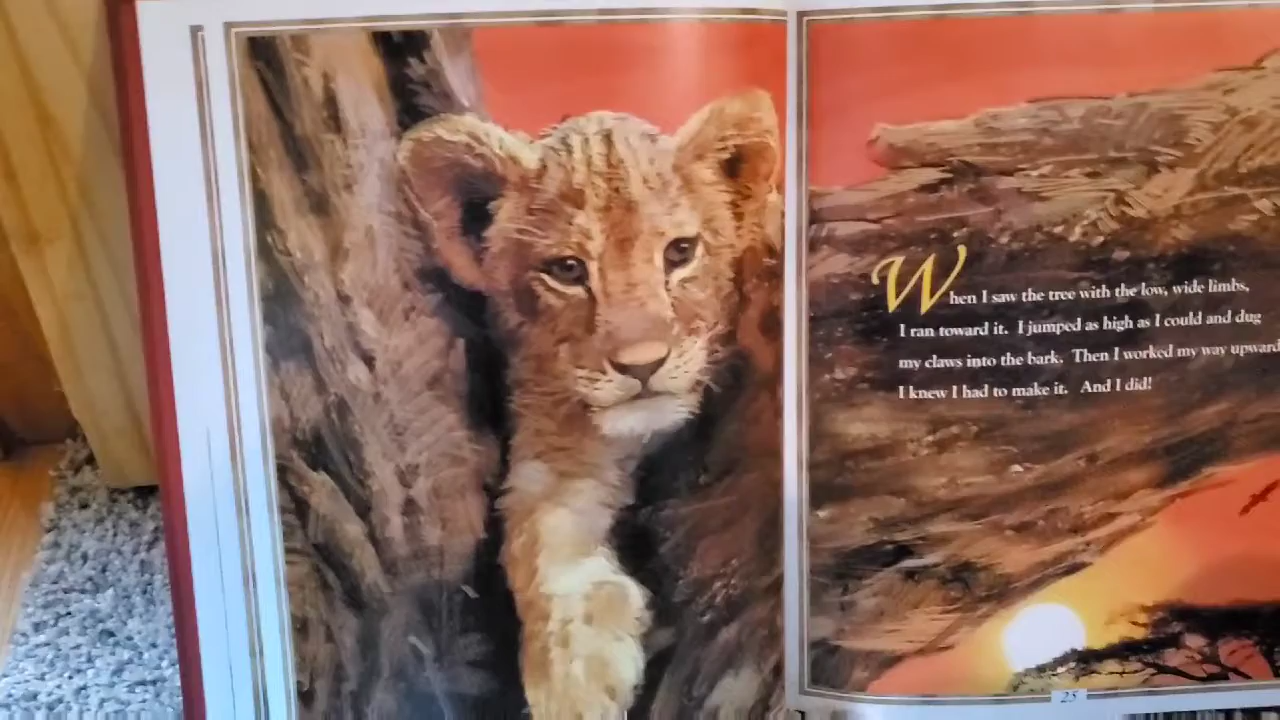 When I saw the tree with the low, wide limbs,
I ran toward it. I jumped as high as I could and dug
my claws into the bark. Then I worked my way upward
I knew I had to make it. And I did!
25